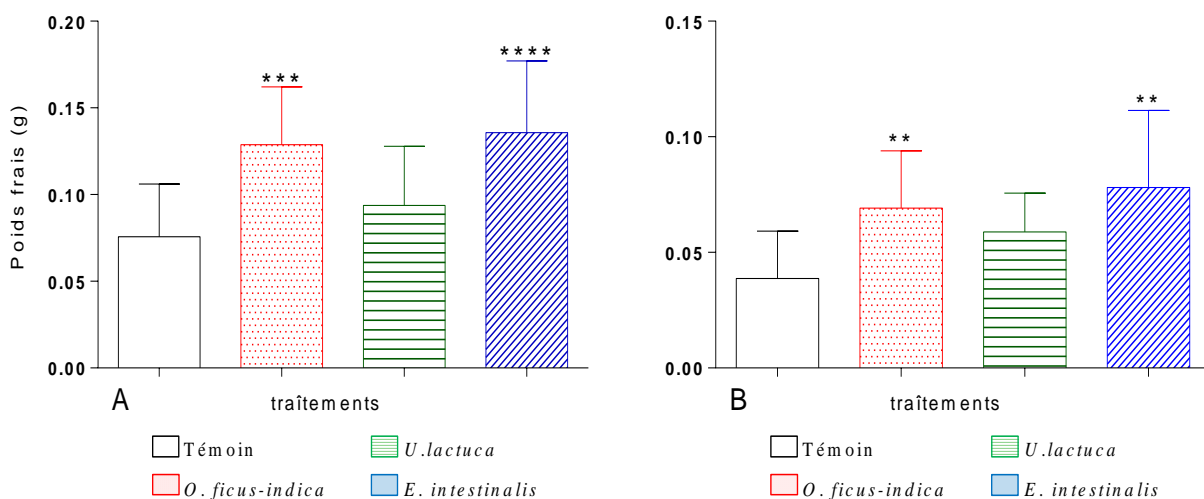 0.20
0.15
0.10
0.05
0.00
Poids frais (g)
***
****
A
traîtements
Témoin
U.lactuca
O. ficus-indica
E. intestinalis
0.15
0.10
0.05
0.00
**
**
B
traîtements
Témoin
U.lactuca
O. ficus-indica
E. intestinalis